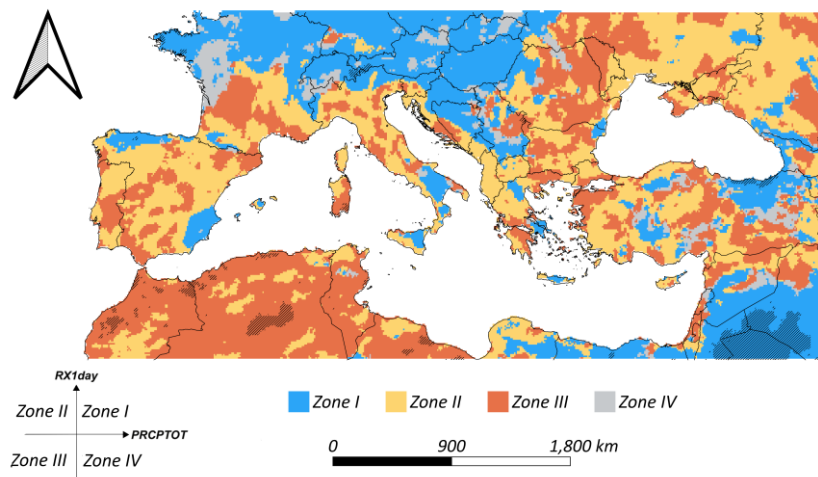 RX1day
Zone II Zone I
PRCPTOT
Zone III Zone IV
Zone I Zone II Zone III Zone IV
0 900 1,800 km